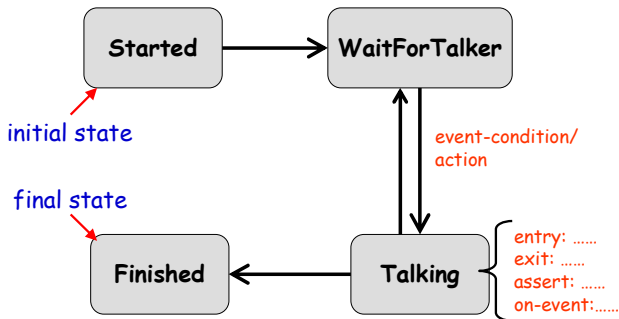 Started
WaitForTalker
initial state
event-condition/
action
final state
Finished
Talking
entry: ......
exit: ......
assert: ......
on-event:......